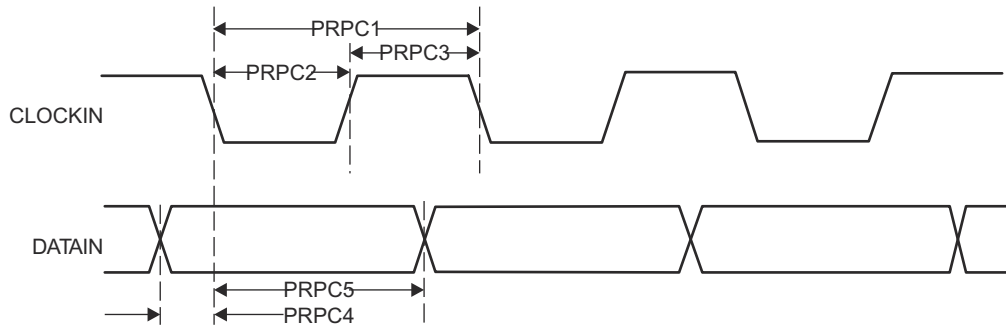 PRPC1
PRPC3
PRPC2
CLOCKIN
DATAIN
PRPC5
PRPC4